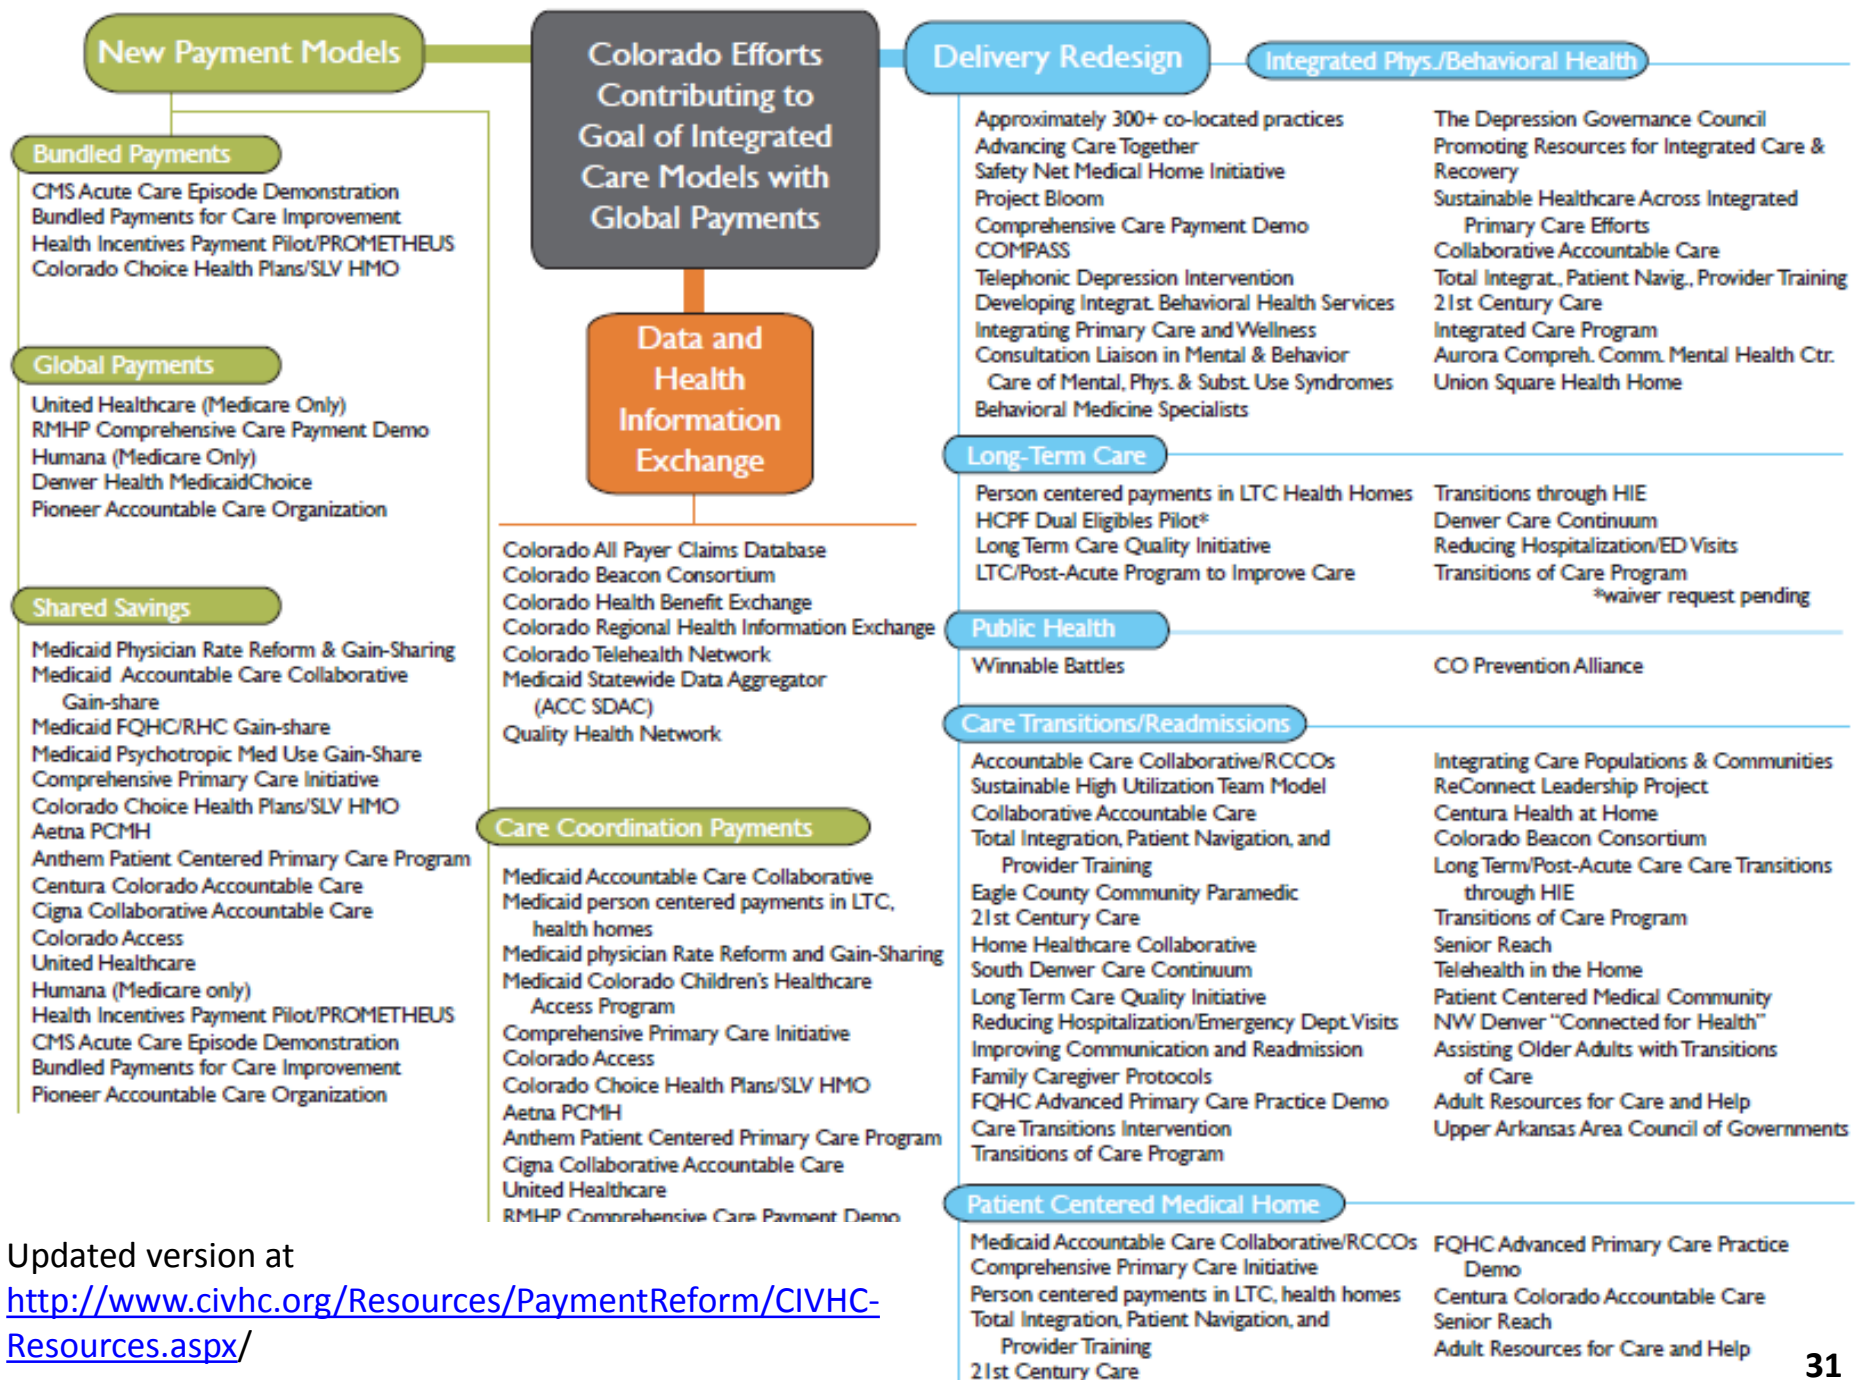 New Payment Models
Bundled Payments
CMS Acute Care Episode Demonstration
Bundled Payments for Care Improvement
Health Incentives Payment Pilot/PROMETHEUS
Colorado Choice Health Plans/SLV HMO
Global Payments
United Healthcare (Medicare Only)
RMHP Comprehensive Care Payment Demo
Humana (Medicare Only)
Denver Health MedicaidChoice
Pioneer Accountable Care Organization
Shared Savings
Medicaid Physician Rate Reform & Gain-Sharing
Medicaid Accountable Care Collaborative
Gain-share
Medicaid FQHC/RHC Gain-share
Medicaid Psychotropic Med Use Gain-Share
Comprehensive Primary Care Initiative
Colorado Choice Health Plans/SLV HMO
Aetna PCMH
Anthem Patient Centered Primary Care Program
Centura Colorado Accountable Care
Cigna Collaborative Accountable Care
Colorado Access
United Healthcare
Humana (Medicare only)
Health Incentives Payment Pilot/PROMETHEUS
CMS Acute Care Episode Demonstration
Bundled Payments for Care Improvement
Pioneer Accountable Care Organization
Colorado Efforts
Contributing to
Goal of Integrated
Care Models with
Global Payments
Data and
Health
Information
Exchange
Colorado All Payer Claims Database
Colorado Beacon Consortium
Colorado Health Benefit Exchange
Colorado Regional Health Information Exchange
Colorado Telehealth Network
Medicaid Statewide Data Aggregator
(ACC SDAC)
Quality Health Network
Care Coordination Payments
Medicaid Accountable Care Collaborative
Medicaid person centered payments in LTC,
health homes
Medicaid physician Rate Reform and Gain-Sharing
Medicaid Colorado Children's Healthcare
Access Program
Comprehensive Primary Care Initiative
Colorado Access
Colorado Choice Health Plans/SLV HMO
Aetna PCMH
Anthem Patient Centered Primary Care Program
Cigna Collaborative Accountable Care
United Healthcare
RMHP Comprehensive Care Payment Demo
Delivery Redesign
Integrated Phys./Behavioral Health
Approximately 300+ co-located practices
Advancing Care Together
Safety Net Medical Home Initiative
Project Bloom
Comprehensive Care Payment Demo
COMPASS
Telephonic Depression Intervention
Developing Integrat. Behavioral Health Services
Integrating Primary Care and Wellness
Consultation Liaison in Mental & Behavior
Care of Mental, Phys. & Subst. Use Syndromes
Behavioral Medicine Specialists
The Depression Governance Council
Promoting Resources for Integrated Care &
Recovery
Sustainable Healthcare Across Integrated
Primary Care Efforts
Collaborative Accountable Care
Total Integrat., Patient Navig., Provider Training
21st Century Care
Integrated Care Program
Aurora Compreh. Comm. Mental Health Ctr.
Union Square Health Home
Long-Term Care
Person centered payments in LTC Health Homes
HCPF Dual Eligibles Pilot*
Long Term Care Quality Initiative
LTC/Post-Acute Program to Improve Care
Transitions through HIE
Denver Care Continuum
Reducing Hospitalization/ED Visits
Transitions of Care Program
*waiver request pending
Public Health
Winnable Battles
CO Prevention Alliance
Care Transitions/Readmissions
Accountable Care Collaborative/RCCOs
Sustainable High Utilization Team Model
Collaborative Accountable Care
Total Integration, Patient Navigation, and
Provider Training
Eagle County Community Paramedic
21st Century Care
Home Healthcare Collaborative
South Denver Care Continuum
Long Term Care Quality Initiative
Reducing Hospitalization/Emergency Dept. Visits
Improving Communication and Readmission
Family Caregiver Protocols
FQHC Advanced Primary Care Practice Demo
Care Transitions Intervention
Transitions of Care Program
Integrating Care Populations & Communities
ReConnect Leadership Project
Centura Health at Home
Colorado Beacon Consortium
Long Term/Post-Acute Care Care Transitions
through HIE
Transitions of Care Program
Senior Reach
Telehealth in the Home
Patient Centered Medical Community
NW Denver "Connected for Health"
Assisting Older Adults with Transitions
of Care
Adult Resources for Care and Help
Upper Arkansas Area Council of Governments
Patient Centered Medical Home
Medicaid Accountable Care Collaborative/RCCOs
Comprehensive Primary Care Initiative
Person centered payments in LTC, health homes
Total Integration, Patient Navigation, and
Provider Training
21st Century Care
FQHC Advanced Primary Care Practice
Demo
Centura Colorado Accountable Care
Senior Reach
Adult Resources for Care and Help
Updated version at
http://www.civhc.org/Resources/PaymentReform/CIVHC-
Resources.aspx/
31